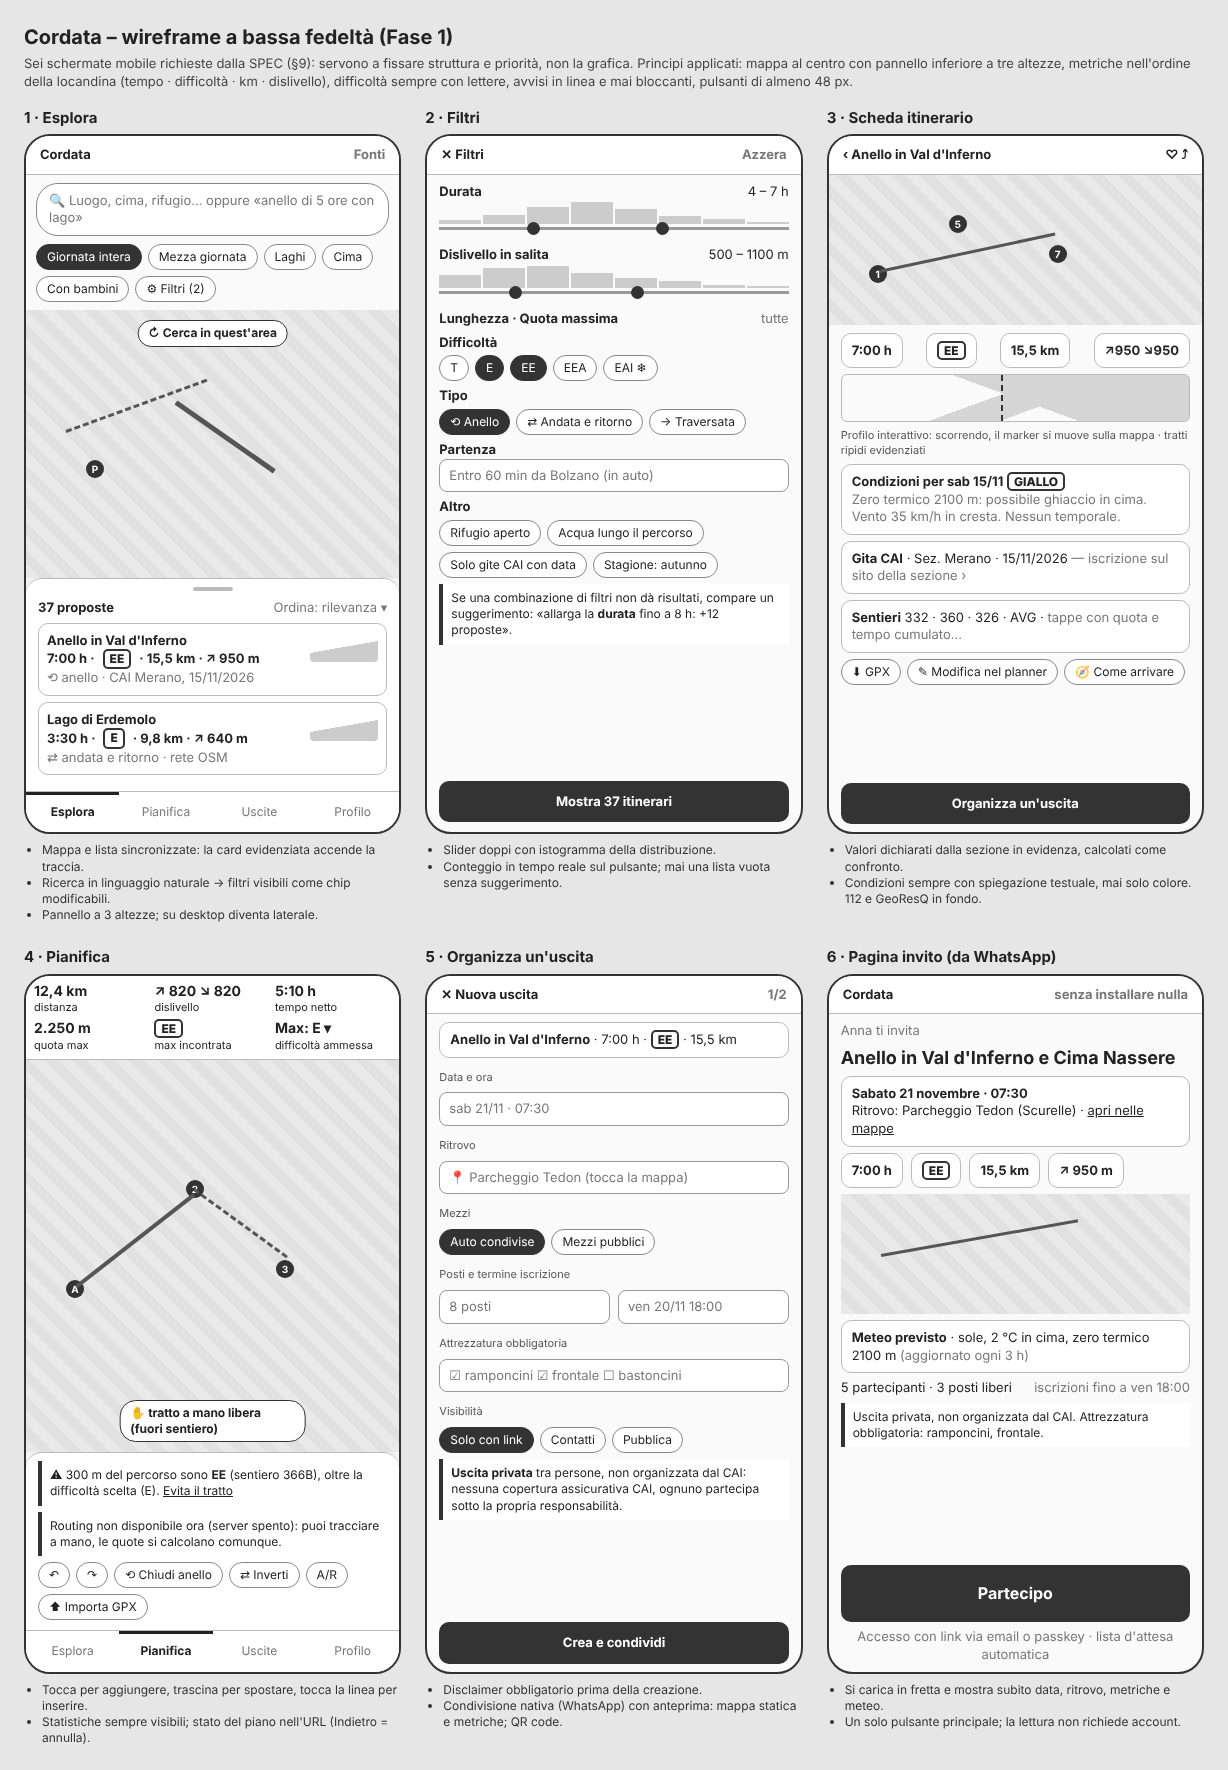 Cordata – wireframe a bassa fedeltà (Fase 1)
Sei schermate mobile richieste dalla SPEC (§9): servono a fissare struttura e priorità, non la grafica. Principi applicati: mappa al centro con pannello inferiore a tre altezze, metriche nell'ordine
della locandina (tempo · difficoltà · km · dislivello), difficoltà sempre con lettere, avvisi in linea e mai bloccanti, pulsanti di almeno 48 px.
1 · Esplora
Cordata Fonti
🔍 Luogo, cima, rifugio... oppure «anello di 5 ore con
lago»
Giornata intera Mezza giornata Laghi Cima
Con bambini ⚙ Filtri (2)
↻ Cerca in quest'area
P
37 proposte Ordina: rilevanza ▾
Anello in Val d'Inferno
7:00 h · EE · 15,5 km · ↗ 950 m
⟲ anello · CAI Merano, 15/11/2026
Lago di Erdemolo
3:30 h · E · 9,8 km · ↗ 640 m
⇄ andata e ritorno · rete OSM
Esplora Pianifica Uscite Profilo
• Mappa e lista sincronizzate: la card evidenziata accende la
traccia.
• Ricerca in linguaggio naturale → filtri visibili come chip
modificabili.
• Pannello a 3 altezze; su desktop diventa laterale.
2 · Filtri
✕ Filtri Azzera
Durata 4 – 7 h
Dislivello in salita 500 – 1100 m
Lunghezza · Quota massima tutte
Difficoltà
T E EE EEA EAI ❄
Tipo
⟲ Anello ⇄ Andata e ritorno → Traversata
Partenza
Entro 60 min da Bolzano (in auto)
Altro
Rifugio aperto Acqua lungo il percorso
Solo gite CAI con data Stagione: autunno
Se una combinazione di filtri non dà risultati, compare un
suggerimento: «allarga la durata fino a 8 h: +12
proposte».
Mostra 37 itinerari
• Slider doppi con istogramma della distribuzione.
• Conteggio in tempo reale sul pulsante; mai una lista vuota
senza suggerimento.
3 · Scheda itinerario
‹ Anello in Val d'Inferno ♡ ⤴
1
5
7
7:00 h EE 15,5 km ↗950 ↘950
Profilo interattivo: scorrendo, il marker si muove sulla mappa · tratti
ripidi evidenziati
Condizioni per sab 15/11 GIALLO
Zero termico 2100 m: possibile ghiaccio in cima.
Vento 35 km/h in cresta. Nessun temporale.
Gita CAI · Sez. Merano · 15/11/2026 — iscrizione sul
sito della sezione ›
Sentieri 332 · 360 · 326 · AVG · tappe con quota e
tempo cumulato...
⬇ GPX ✎ Modifica nel planner 🧭 Come arrivare
Organizza un'uscita
• Valori dichiarati dalla sezione in evidenza, calcolati come
confronto.
• Condizioni sempre con spiegazione testuale, mai solo colore.
112 e GeoResQ in fondo.
4 · Pianifica
12,4 km ↗ 820 ↘ 820 5:10 h
distanza dislivello tempo netto
2.250 m EE Max: E ▾
quota max max incontrata difficoltà ammessa
A
2
3
✋ tratto a mano libera
(fuori sentiero)
⚠ 300 m del percorso sono EE (sentiero 366B), oltre la
difficoltà scelta (E). Evita il tratto
Routing non disponibile ora (server spento): puoi tracciare
a mano, le quote si calcolano comunque.
↶ ↷ ⟲ Chiudi anello ⇄ Inverti A/R
⬆ Importa GPX
Esplora Pianifica Uscite Profilo
• Tocca per aggiungere, trascina per spostare, tocca la linea per
inserire.
• Statistiche sempre visibili; stato del piano nell'URL (Indietro =
annulla).
5 · Organizza un'uscita
✕ Nuova uscita 1/2
Anello in Val d'Inferno · 7:00 h · EE · 15,5 km
Data e ora
sab 21/11 · 07:30
Ritrovo
📍 Parcheggio Tedon (tocca la mappa)
Mezzi
Auto condivise Mezzi pubblici
Posti e termine iscrizione
8 posti ven 20/11 18:00
Attrezzatura obbligatoria
☑ ramponcini ☑ frontale ☐ bastoncini
Visibilità
Solo con link Contatti Pubblica
Uscita privata tra persone, non organizzata dal CAI:
nessuna copertura assicurativa CAI, ognuno partecipa
sotto la propria responsabilità.
Crea e condividi
• Disclaimer obbligatorio prima della creazione.
• Condivisione nativa (WhatsApp) con anteprima: mappa statica
e metriche; QR code.
6 · Pagina invito (da WhatsApp)
Cordata senza installare nulla
Anna ti invita
Anello in Val d'Inferno e Cima Nassere
Sabato 21 novembre · 07:30
Ritrovo: Parcheggio Tedon (Scurelle) · apri nelle
mappe
7:00 h EE 15,5 km ↗ 950 m
Meteo previsto · sole, 2 °C in cima, zero termico
2100 m (aggiornato ogni 3 h)
5 partecipanti · 3 posti liberi iscrizioni fino a ven 18:00
Uscita privata, non organizzata dal CAI. Attrezzatura
obbligatoria: ramponcini, frontale.
Partecipo
Accesso con link via email o passkey · lista d'attesa
automatica
• Si carica in fretta e mostra subito data, ritrovo, metriche e
meteo.
• Un solo pulsante principale; la lettura non richiede account.